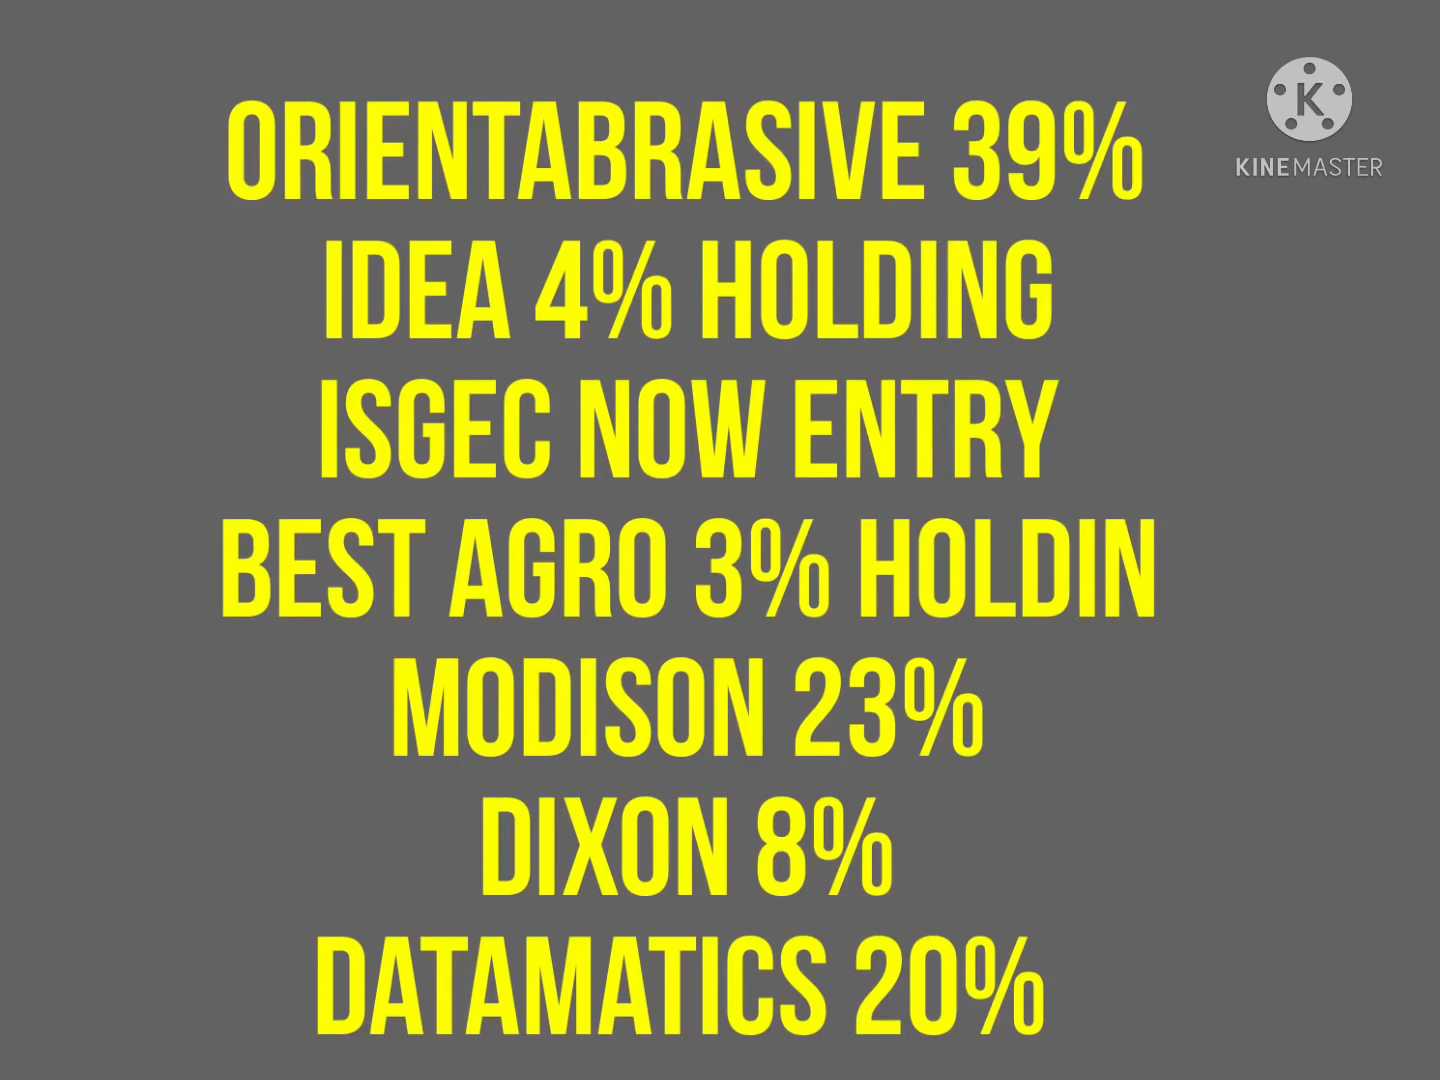 ORIENTABRASIVE 39%
KINEMASTER
IDEA 4% HOLDING
ISGEC NOW ENTRY
BEST AGRO 3% HOLDIN
MODISON 23%
DIXON 8%
DATAMATICS 20%